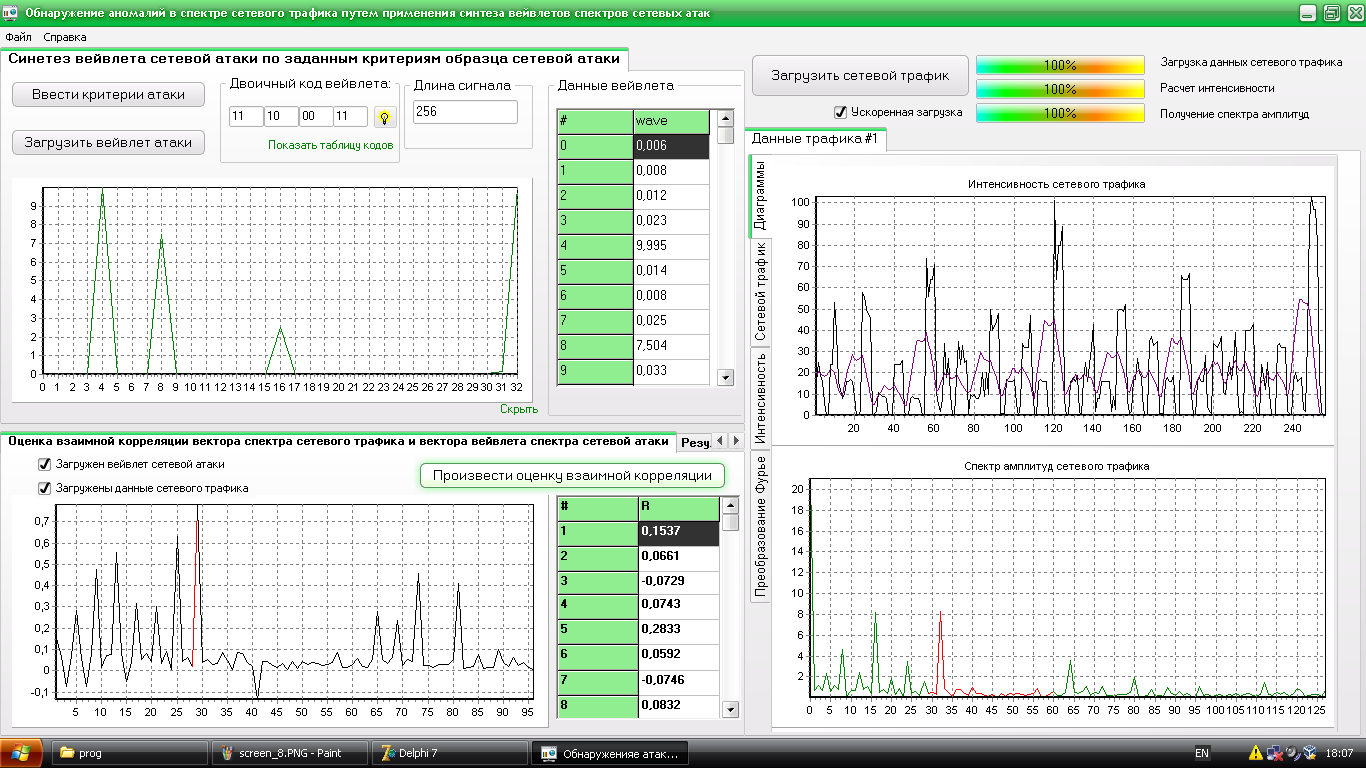 Обнаружение аномалий в спектре сетевого трафика путем применения синтеза вейвлетов спектров сетевых атак
Файл Справка
Синетез вейвлета сетевой атаки по заданным критериям образца сетевой атаки
Ввести критерии атаки
Загрузить вейвлет атаки
Двоичный код вейвлета:
11 10 00 11
Показать таблицу кодов
Длина сигнала
256
9
8
7
6
5
4
3
2
1
0
0 1 2 3 4 5 6 7 8 9 10 11 12 13 14 15 16 17 18 19 20 21 22 23 24 25 26 27 28 29 30 31 32
Скрыть
Данные вейвлета
# wave
0 0,006
1 0,008
2 0,012
3 0,023
4 9,995
5 0,014
6 0,008
7 0,025
8 7,504
9 0,033
Загрузить сетевой трафик
Ускоренная загрузка
100% Загрузка данных сетевого трафика
100% Расчет интенсивности
100% Получение спектра амплитуд
Данные трафика #1
Диаграммы
Сетевой трафик
Интенсивность
Преобразование Фурье
Интенсивность сетевого трафика
100
90
80
70
60
50
40
30
20
10
0
20 40 60 80 100 120 140 160 180 200 220 240
Спектр амплитуд сетевого трафика
20
18
16
14
12
10
8
6
4
2
0 5 10 15 20 25 30 35 40 45 50 55 60 65 70 75 80 85 90 95 100 105 110 115 120 127
Оценка взаимной корреляции вектора спектра сетевого трафика и вектора вейвлета спектра сетевой атаки
Резу
Загружен вейвлет сетевой атаки
Загружены данные сетевого трафика
Произвести оценку взаимной корреляции
0,7
0,6
0,5
0,4
0,3
0,2
0,1
0
-0,1
5 10 15 20 25 30 35 40 45 50 55 60 65 70 75 80 85 90 95
# R
1 0,1537
2 0,0661
3 -0,0729
4 0,0743
5 0,2833
6 0,0592
7 -0,0746
8 0,0832
prog
screen_8.PNG - Paint
Delphi 7
Обнаружение атак...
EN
18:07